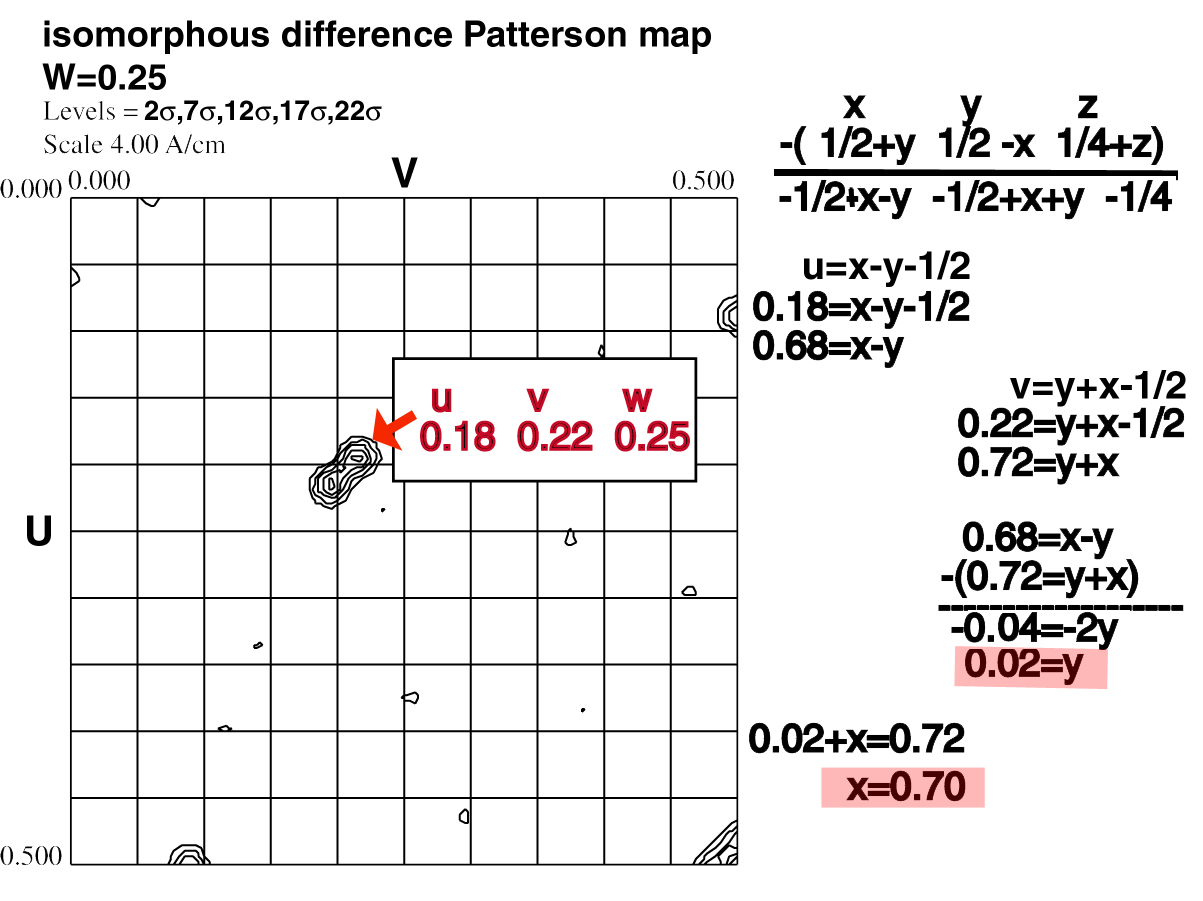 isomorphous difference Patterson map
W=0.25
Levels = 2σ,7σ,12σ,17σ,22σ
Scale 4.00 A/cm
V
0.000 0.000 0.500
U
0.500
u v w
0.18 0.22 0.25
x y z
-( 1/2+y 1/2 -x 1/4+z)
-1/2+x-y -1/2+x+y -1/4
u=x-y-1/2
0.18=x-y-1/2
0.68=x-y
v=y+x-1/2
0.22=y+x-1/2
0.72=y+x
0.68=x-y
-(0.72=y+x)
-------------------
-0.04=-2y
0.02=y
0.02+x=0.72
x=0.70